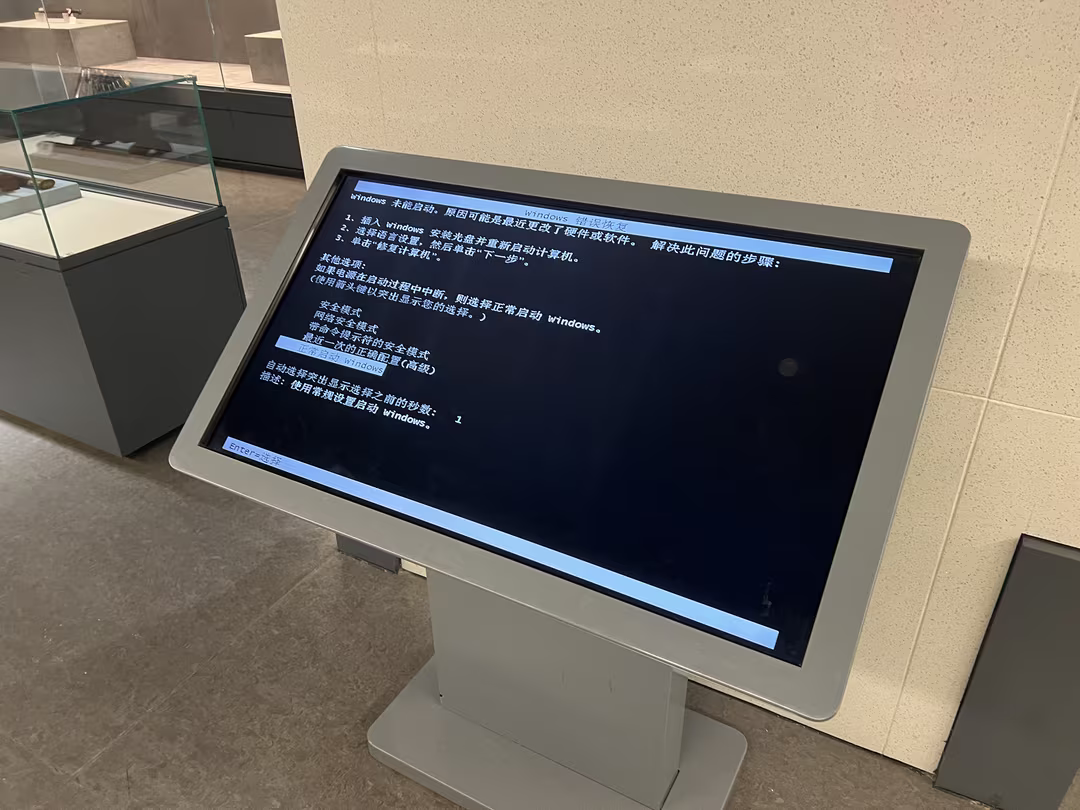 Windows 错误恢复
Windows 未能启动。原因可能是最近更改了硬件或软件。 解决此问题的步骤:
1. 插入 Windows 安装光盘并重新启动计算机。
2. 选择语言设置，然后单击"下一步"。
3. 单击"修复计算机"。
其他选项:
如果电源在启动过程中中断，则选择正常启动 Windows。
(使用箭头键以突出显示您的选择。)
安全模式
网络安全模式
带命令提示符的安全模式
最近一次的正确配置(高级)
正常启动 Windows
自动选择突出显示选择之前的秒数: 1
描述: 使用常规设置启动 Windows。
Enter=选择